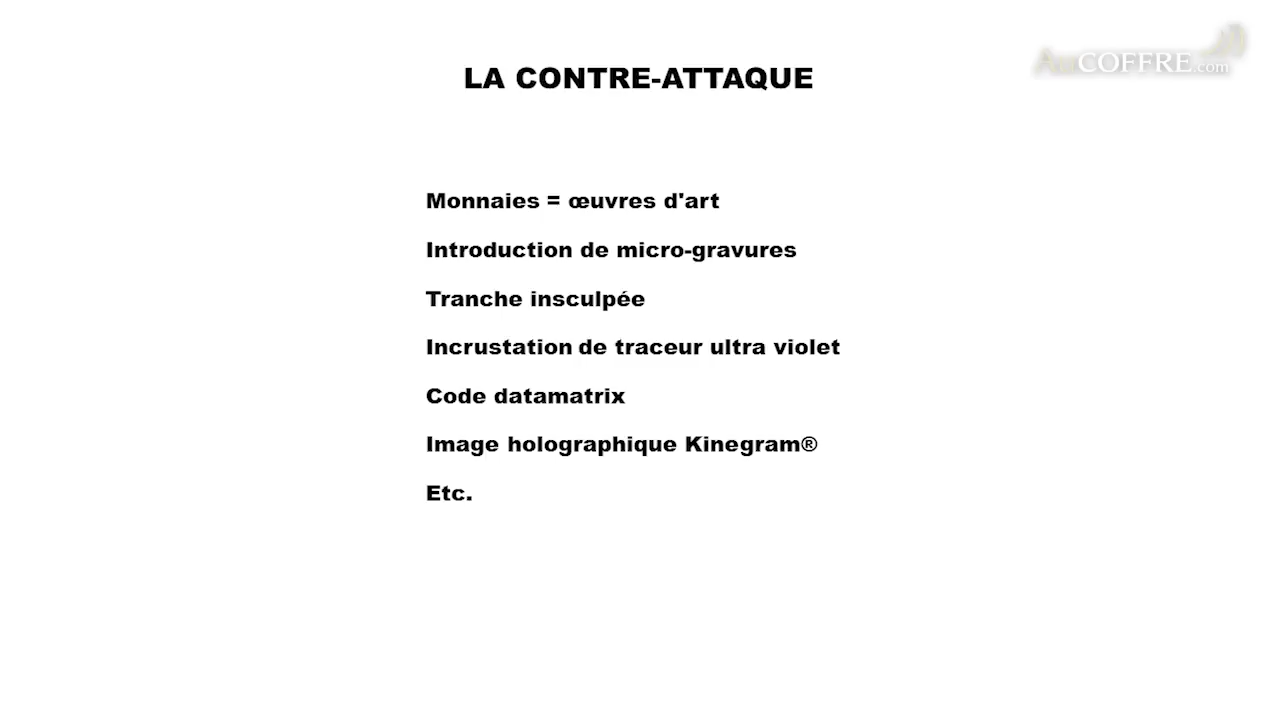 AuCOFFRE.com
LA CONTRE-ATTAQUE
Monnaies = œuvres d'art
Introduction de micro-gravures
Tranche insculpée
Incrustation de traceur ultra violet
Code datamatrix
Image holographique Kinegram®
Etc.